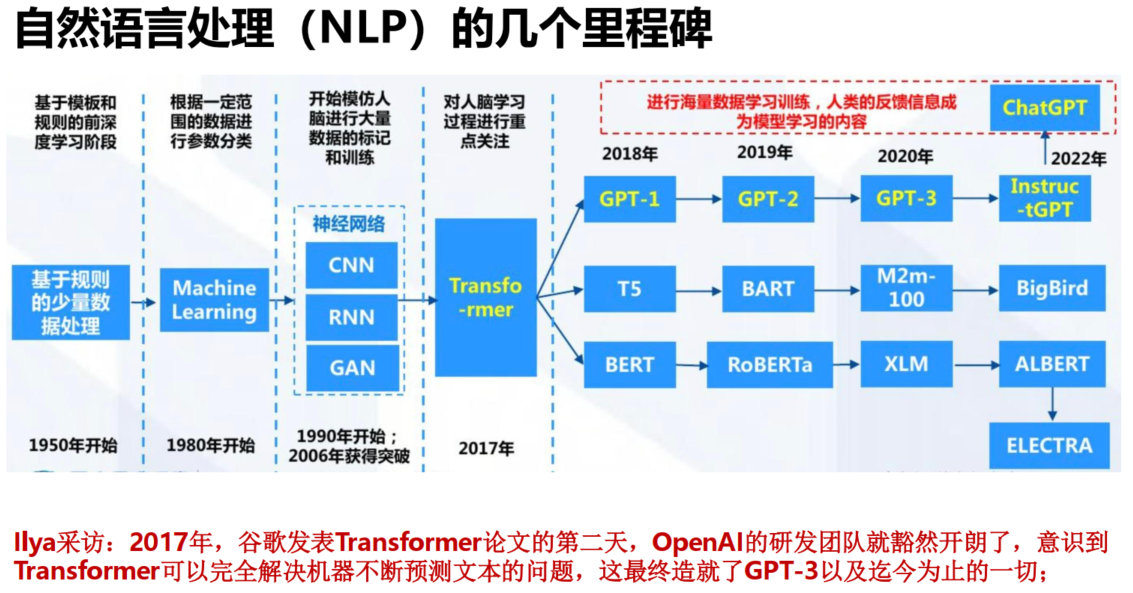 自然语言处理（NLP）的几个里程碑
基于模板和
规则的前深
度学习阶段
根据一定范
围的数据进
行参数分类
开始模仿人
脑进行大量
数据的标记
和训练
对人脑学习
过程进行重
点关注
进行海量数据学习训练，人类的反馈信息成
为模型学习的内容
ChatGPT
2018年
2019年
2020年
2022年
神经网络
CNN
RNN
GAN
基于规则
的少量数
据处理
Machine
Learning
Transfo
-rmer
GPT-1
GPT-2
GPT-3
Instruc
-tGPT
T5
BART
M2m-
100
BigBird
BERT
RoBERTa
XLM
ALBERT
ELECTRA
1950年开始
1980年开始
1990年开始；
2006年获得突破
2017年
Ilya采访：2017年，谷歌发表Transformer论文的第二天，OpenAI的研发团队就豁然开朗了，意识到
Transformer可以完全解决机器不断预测文本的问题，这最终造就了GPT-3以及迄今为止的一切；